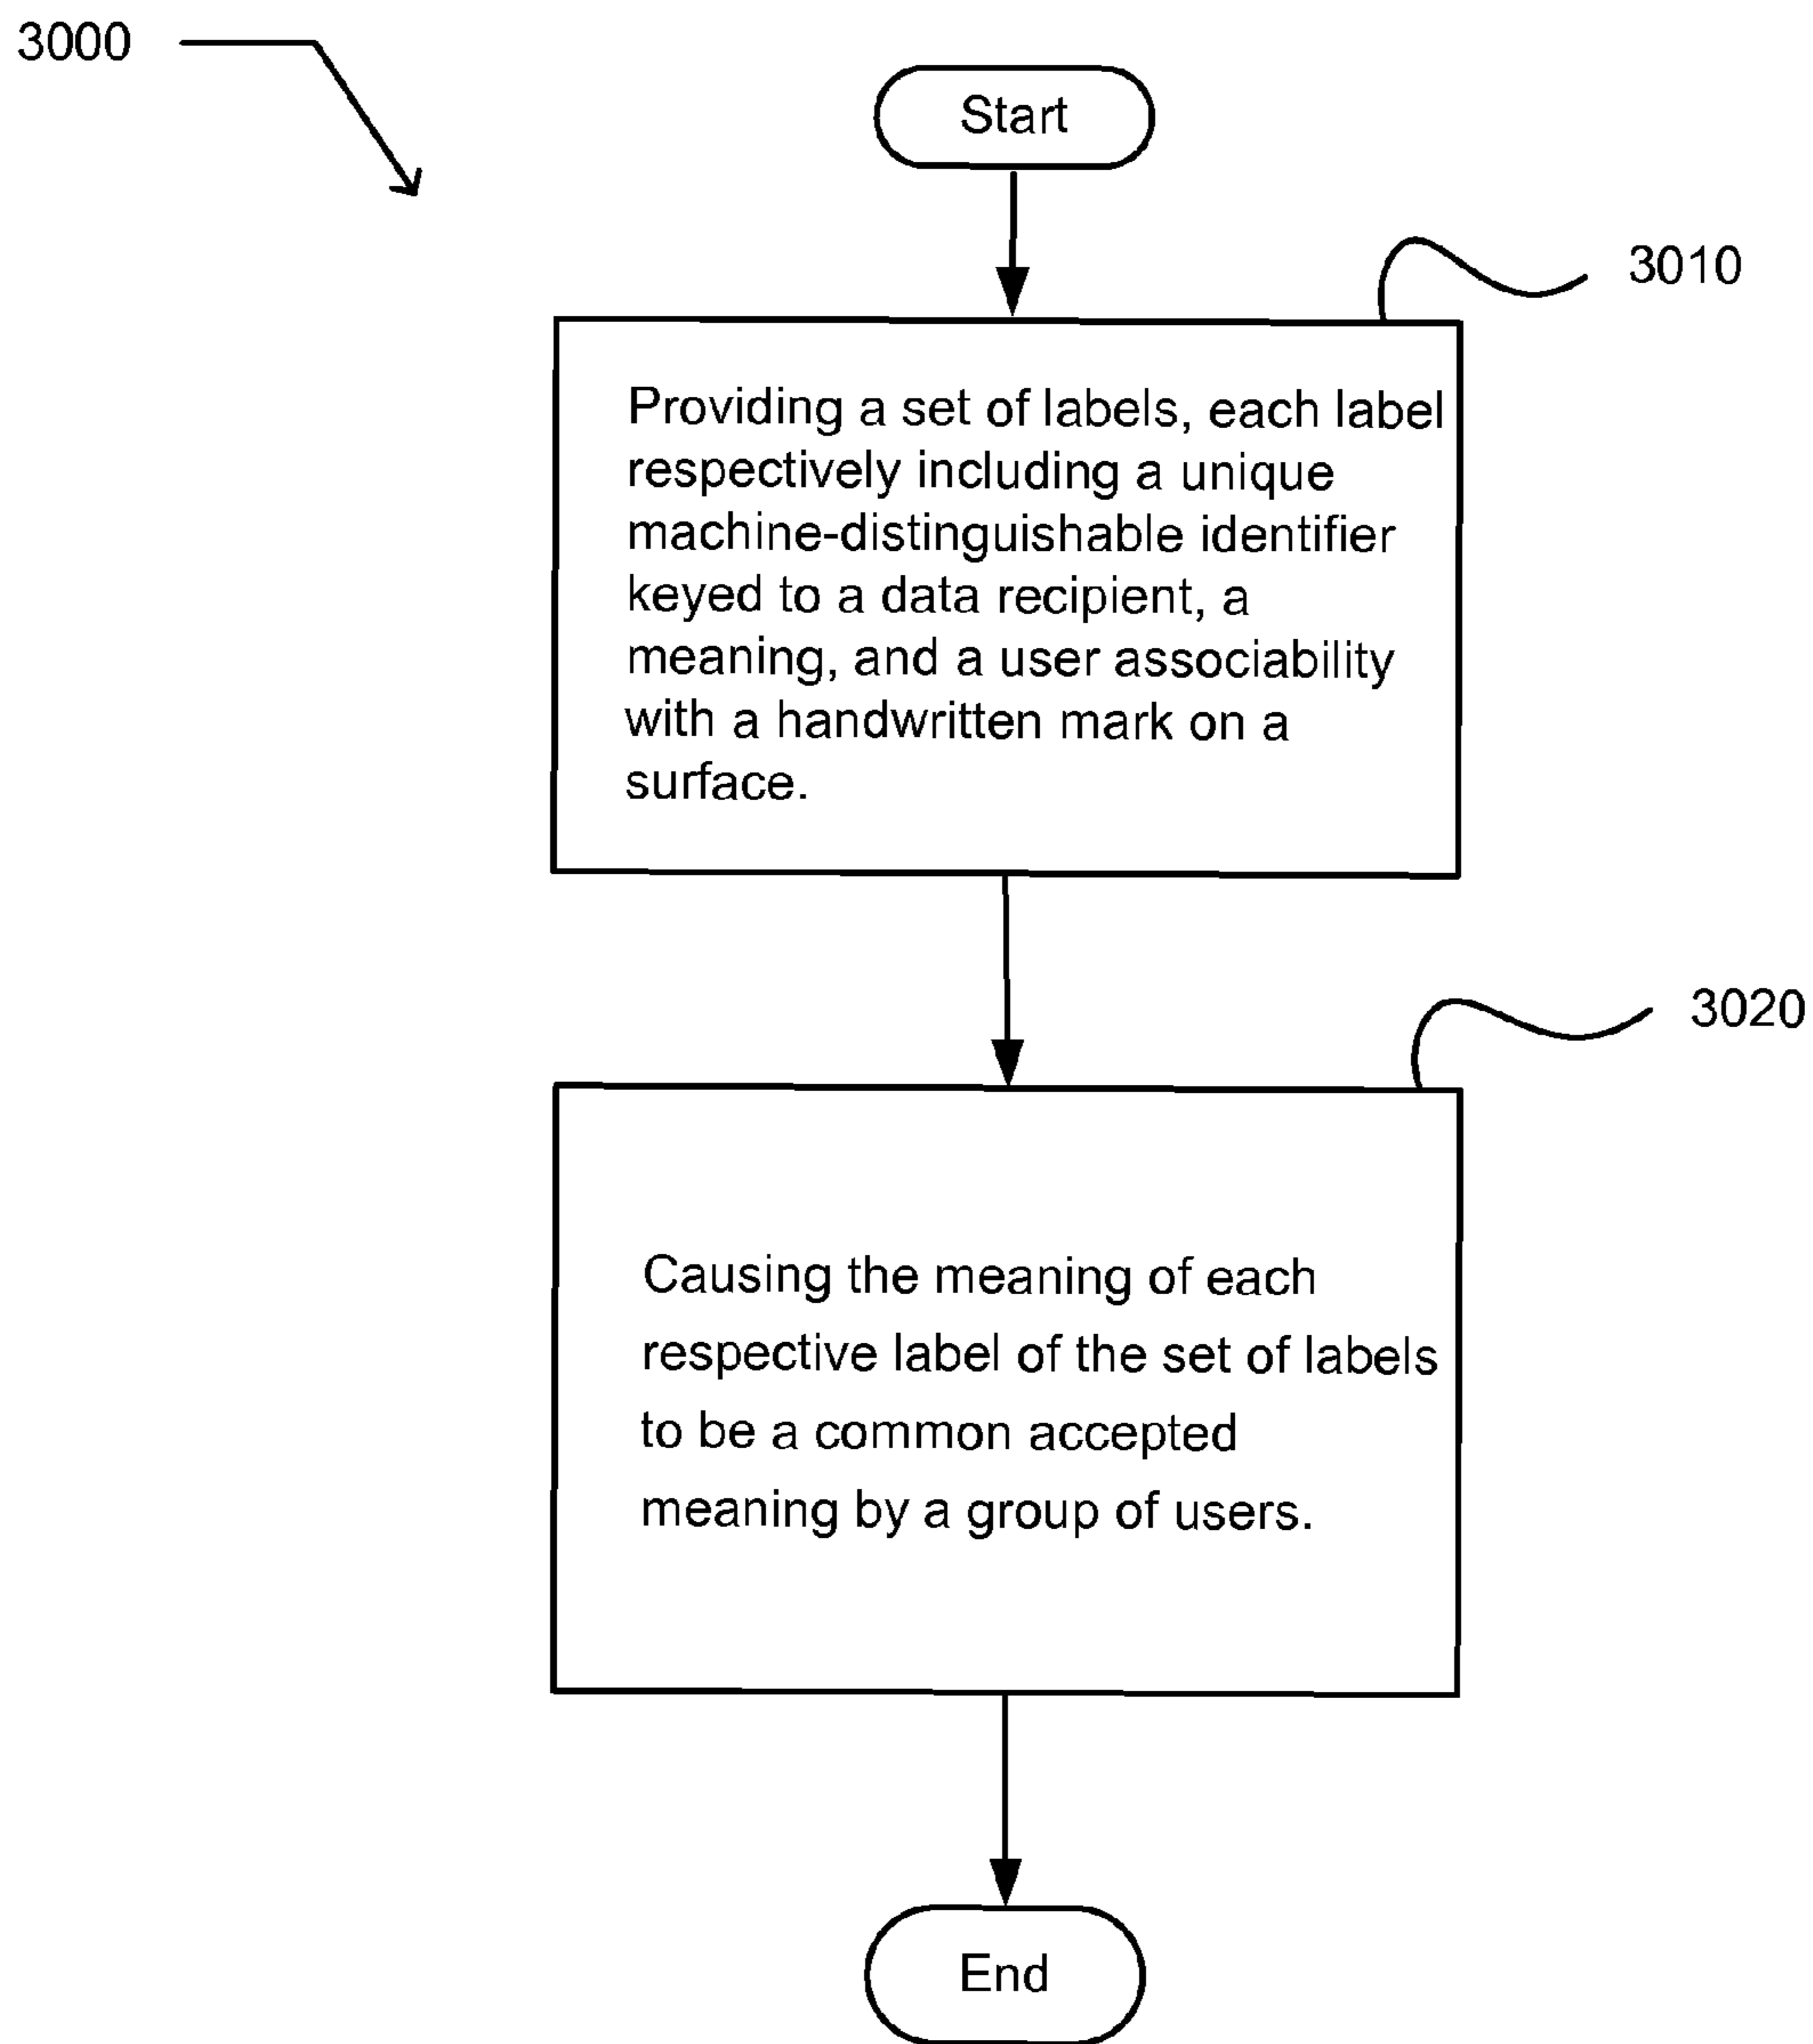 3000
Start
3010
Providing a set of labels, each label
respectively including a unique
machine-distinguishable identifier
keyed to a data recipient, a
meaning, and a user associability
with a handwritten mark on a
surface.
3020
Causing the meaning of each
respective label of the set of labels
to be a common accepted
meaning by a group of users.
End